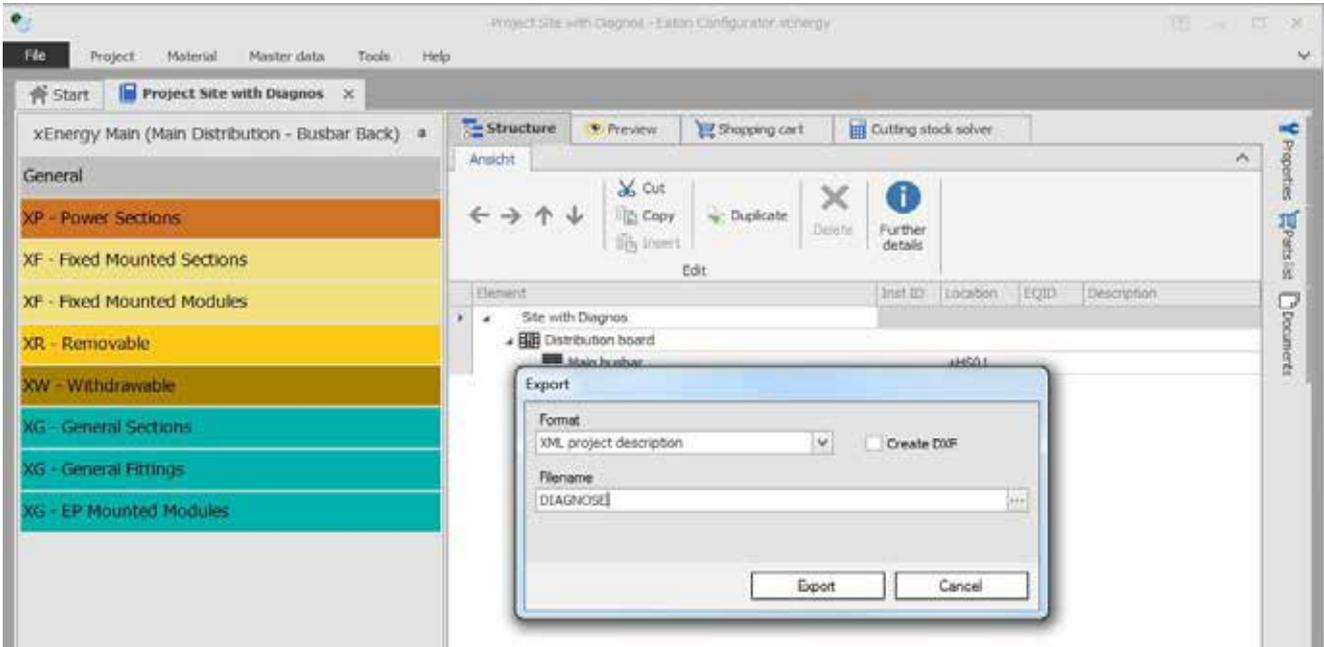 Project Site with Diagnos - Eaton Configurator xEnergy
File Project Material Master data Tools Help
Start Project Site with Diagnos
xEnergy Main (Main Distribution - Busbar Back)
General
XP - Power Sections
XF - Fixed Mounted Sections
XF - Fixed Mounted Modules
XR - Removable
XW - Withdrawable
XG - General Sections
XG - General Fittings
XG - EP Mounted Modules
Structure Preview Shopping cart Cutting stock solver
Ansicht
Cut
Copy
Insert
Duplicate
Delete
Further
details
Edit
Element Inst ID Location EQID Description
Site with Diagnos
Distribution board
Main busbar +HS01
Export
Format
XML project description Create DXF
Filename
DIAGNOSE
Export Cancel
Properties
Parts list
Documents